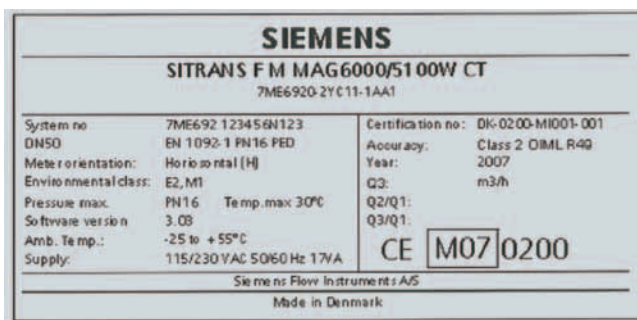 SIEMENS
SITRANS F M MAG6000/5100W CT
7ME6920-2YC11-1AA1
System no 7ME692 123456N123
DN50 EN 1092-1 PN16 PED
Meter orientation: Horiosontal (H)
Environmental class: E2, M1
Pressure max. PN16 Temp.max 30°C
Software version 3.03
Amb. Temp.: -25 to +55°C
Supply: 115/230 VAC 50/60 Hz 17VA
Certification no: DK-0200-MI001-001
Accuracy: Class 2 OIML R49
Year: 2007
Q3: m3/h
Q2/Q1:
Q3/Q1:
CE M07 0200
Siemens Flow Instruments A/S
Made in Denmark